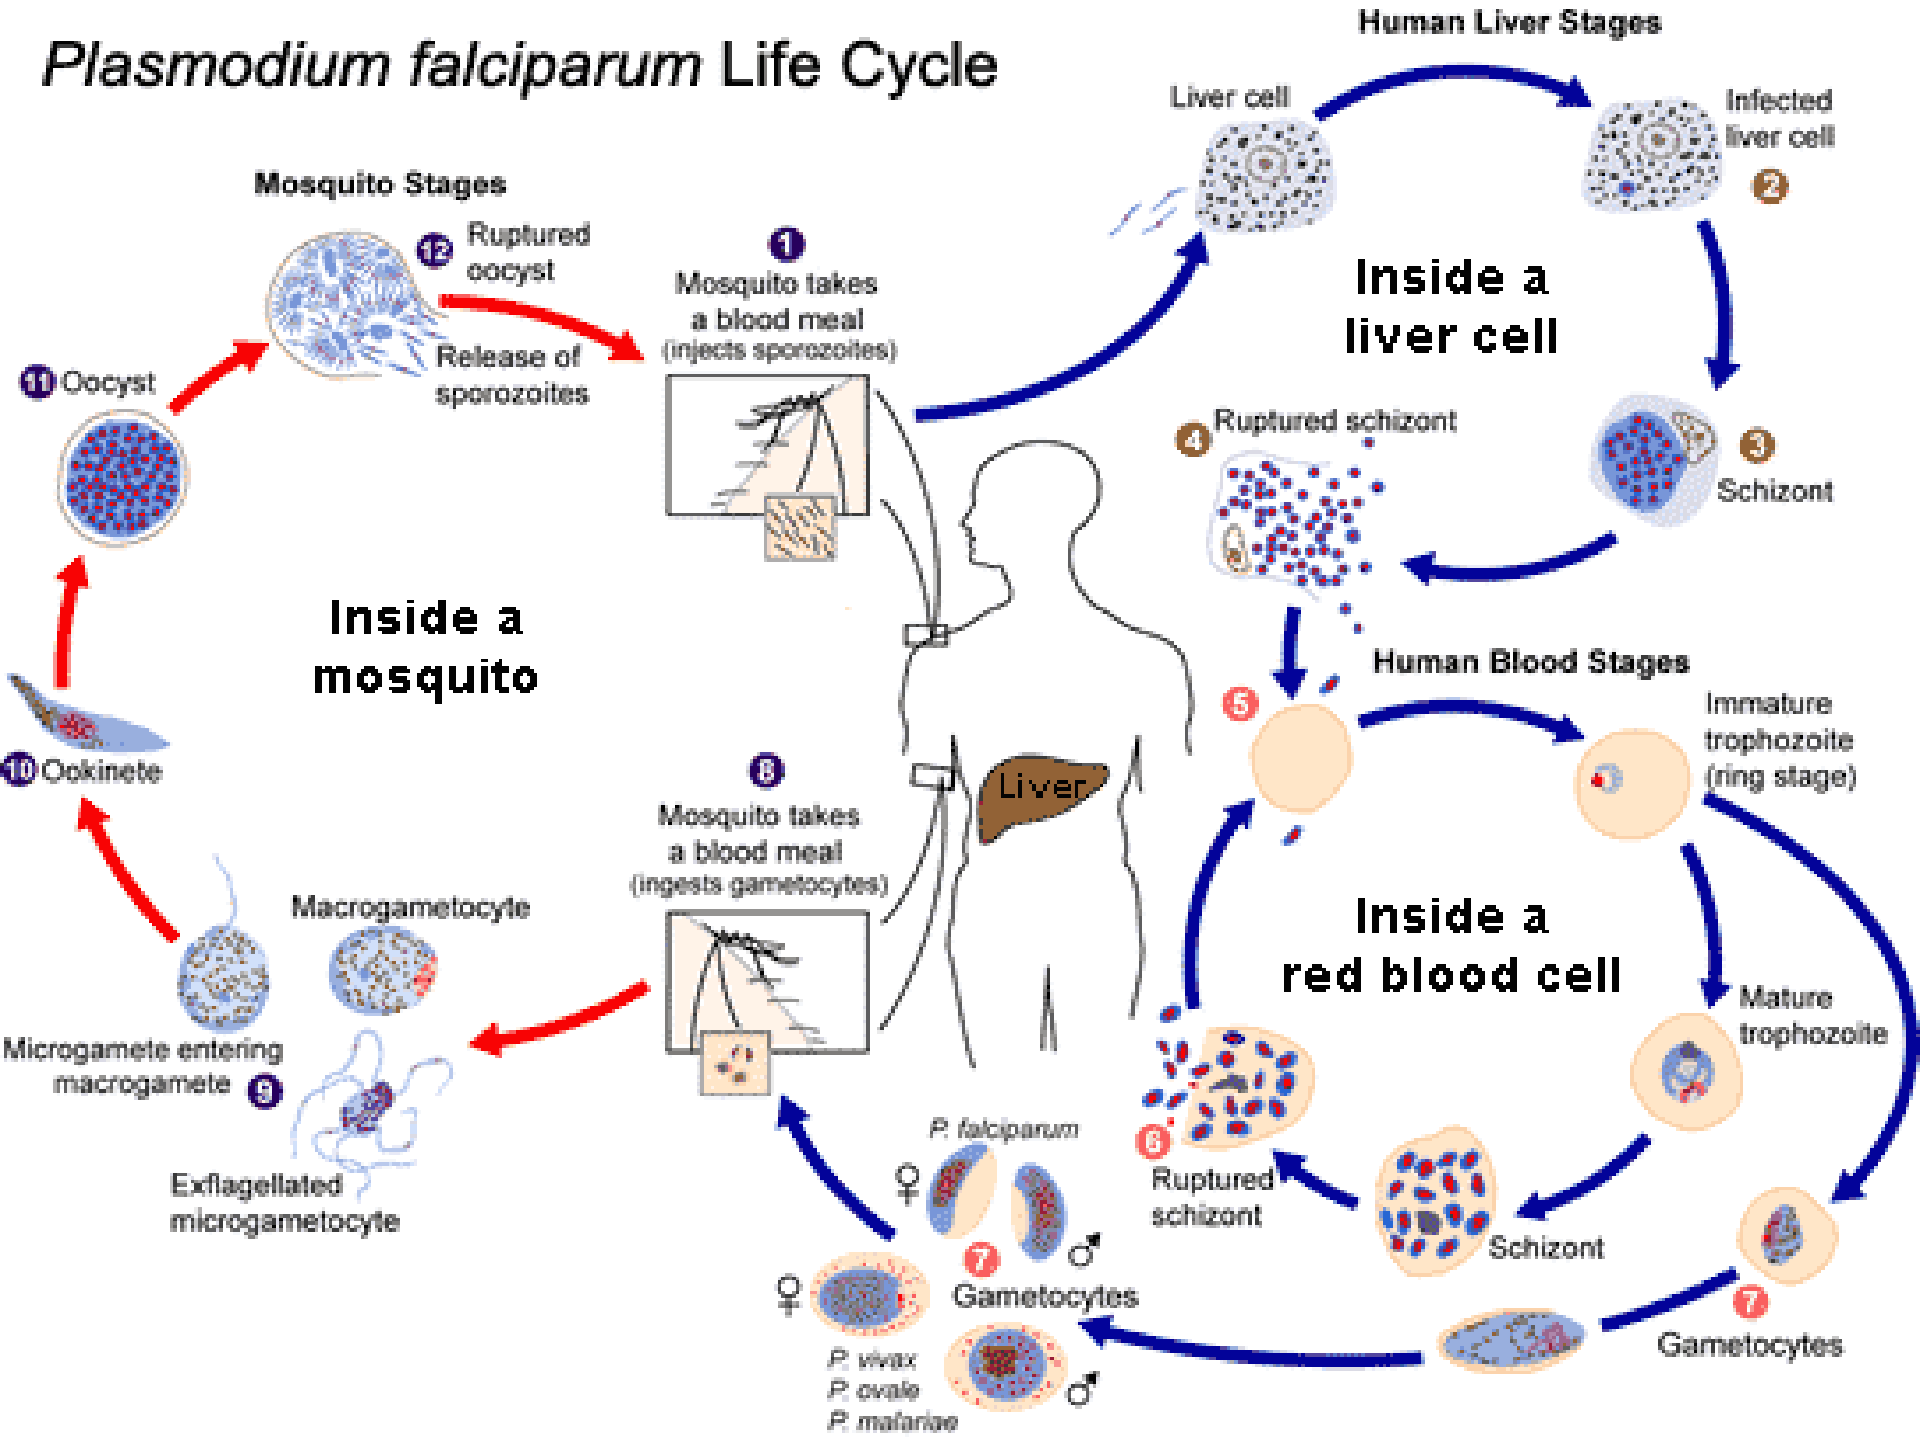 Plasmodium falciparum Life Cycle
Human Liver Stages
Liver cell
Infected
liver cell
2
Mosquito Stages
12
Ruptured
oocyst
Release of
sporozoites
1
Mosquito takes
a blood meal
(injects sporozoites)
Inside a
liver cell
11 Oocyst
4 Ruptured schizont
3
Schizont
Inside a
mosquito
Human Blood Stages
5
Immature
trophozoite
(ring stage)
10 Ookinete
8
Mosquito takes
a blood meal
(ingests gametocytes)
Liver
Macrogametocyte
Inside a
red blood cell
Mature
trophozoite
Microgamete entering
macrogamete 9
Exflagellated
microgametocyte
P. falciparum
♀
♂
7
Gametocytes
♀
♂
P. vivax
P. ovale
P. malariae
6
Ruptured
schizont
Schizont
7
Gametocytes